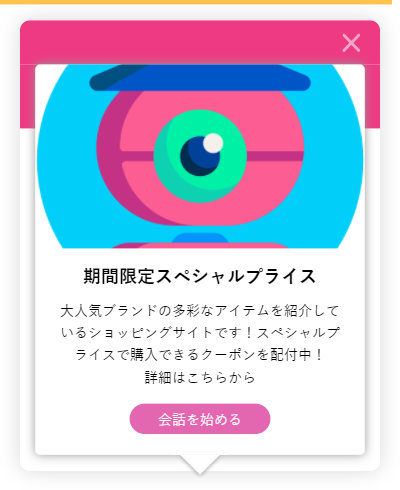 期間限定スペシャルプライス
大人気ブランドの多彩なアイテムを紹介して
いるショッピングサイトです！スペシャルプ
ライスで購入できるクーポンを配付中！
詳細はこちらから
会話を始める